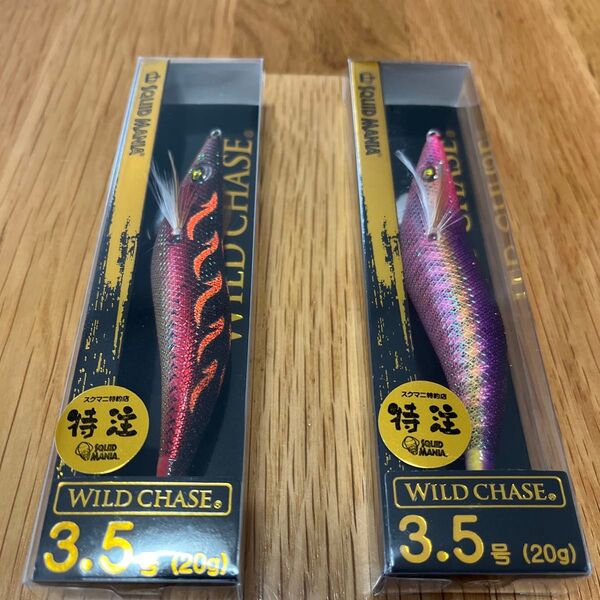 SQUID MANIA
WILD CHASE®
スクマニ特約店
特注
SQUID
MANIA
WILD CHASE®
3.5号 (20g)
SQUID MANIA
CHASE®
スクマニ特約店
特注
SQUID
MANIA
WILD CHASE®
3.5号 (20g)